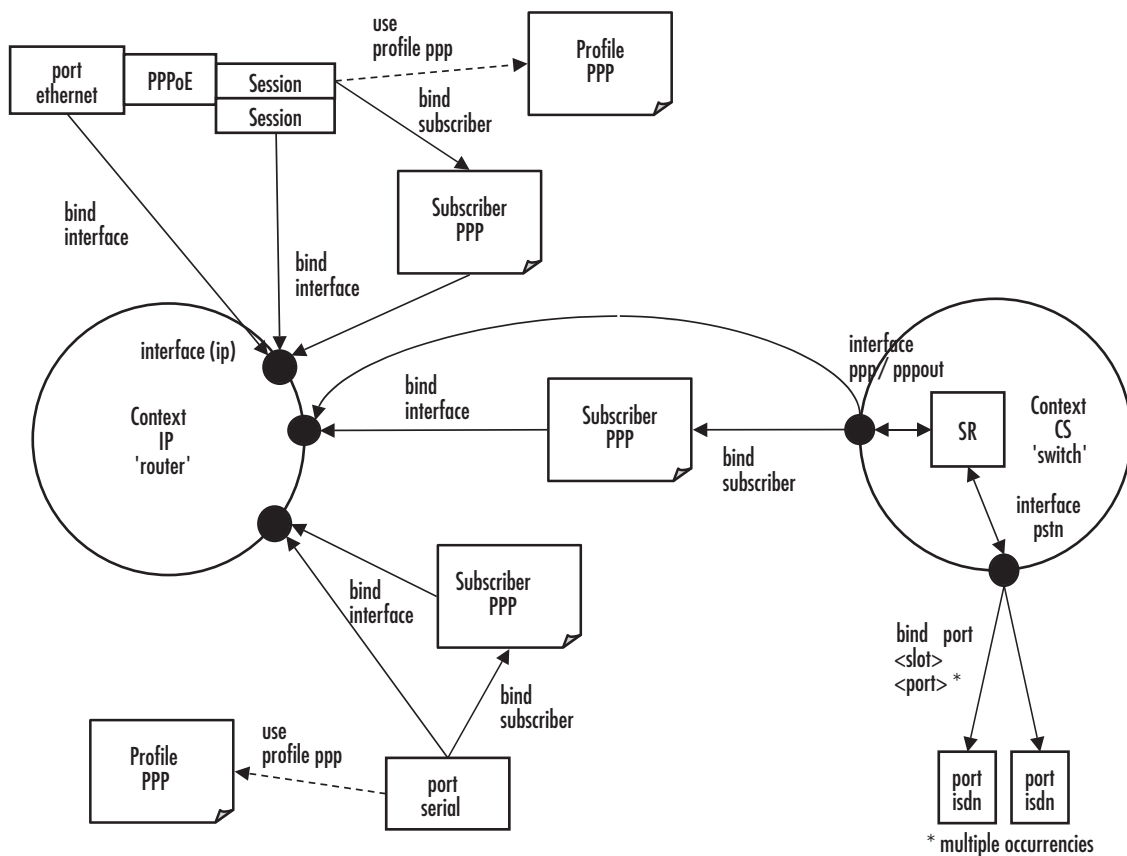 use
profile ppp
Profile
PPP
port
ethernet
PPPoE
Session
Session
bind
subscriber
Subscriber
PPP
bind
interface
bind
interface
interface (ip)
Context
IP
'router'
bind
interface
Subscriber
PPP
bind
subscriber
interface
ppp / pppout
SR
Context
CS
'switch'
interface
pstn
bind
interface
Subscriber
PPP
bind
subscriber
bind port
<slot>
<port> *
use
profile ppp
Profile
PPP
port
serial
port
isdn
port
isdn
* multiple occurrencies